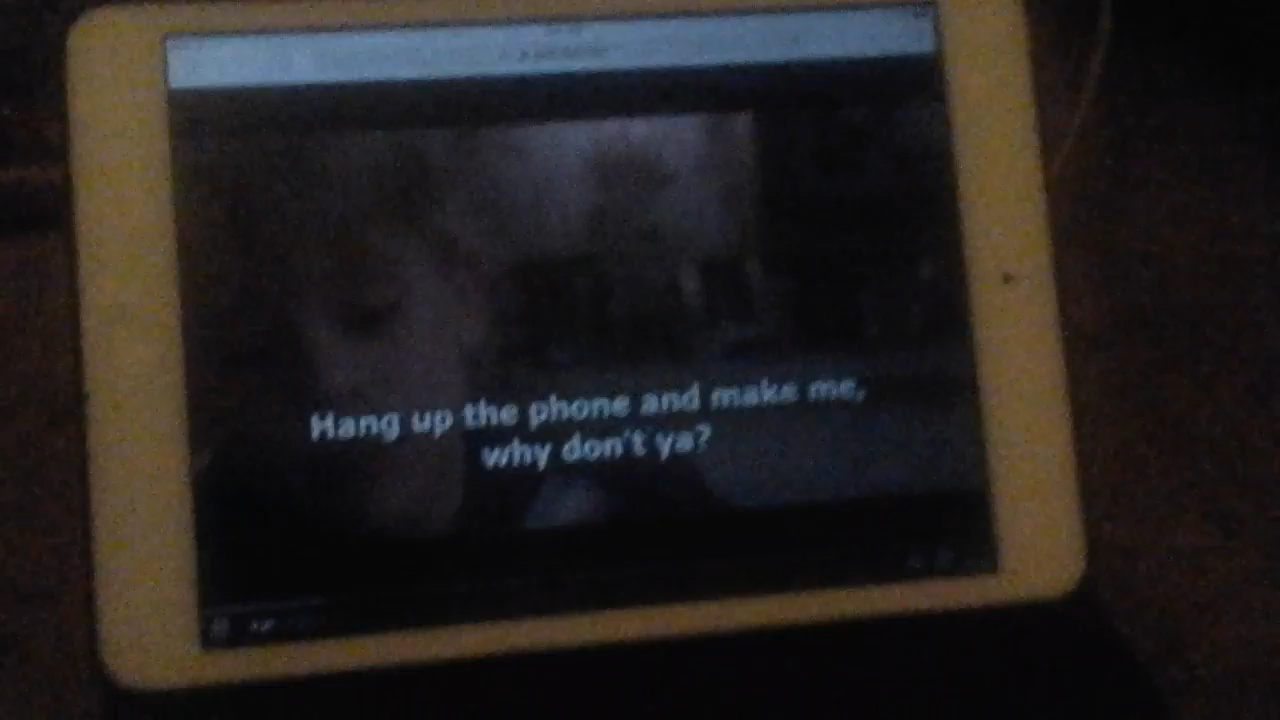 Hang up the phone and make me,
why don't ya?